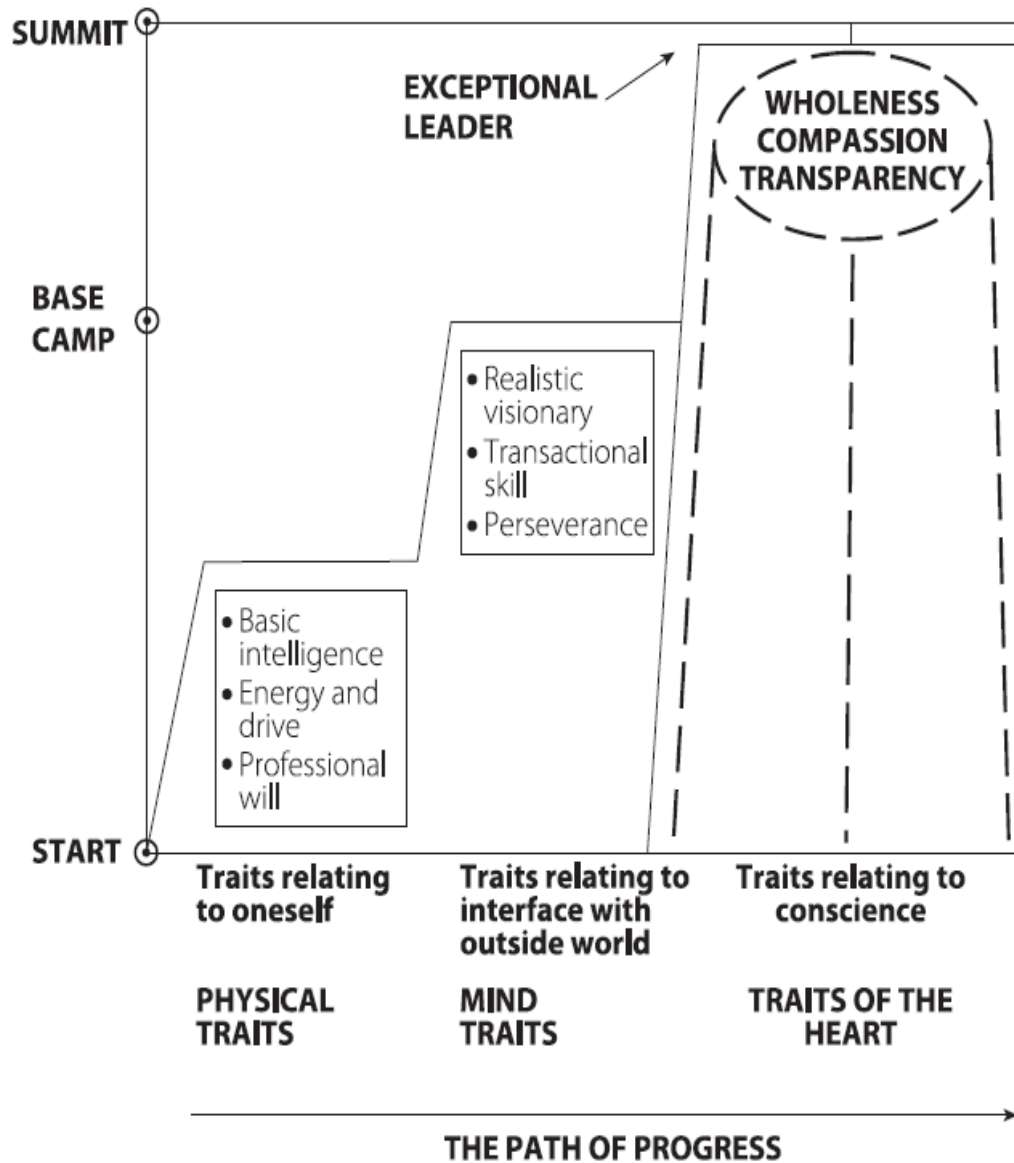 SUMMIT
EXCEPTIONAL
LEADER
WHOLENESS
COMPASSION
TRANSPARENCY
BASE
CAMP
• Realistic
visionary
• Transactional
skill
• Perseverance
• Basic
intelligence
• Energy and
drive
• Professional
will
START
Traits relating
to oneself
Traits relating to
interface with
outside world
Traits relating to
conscience
PHYSICAL
TRAITS
MIND
TRAITS
TRAITS OF THE
HEART
THE PATH OF PROGRESS